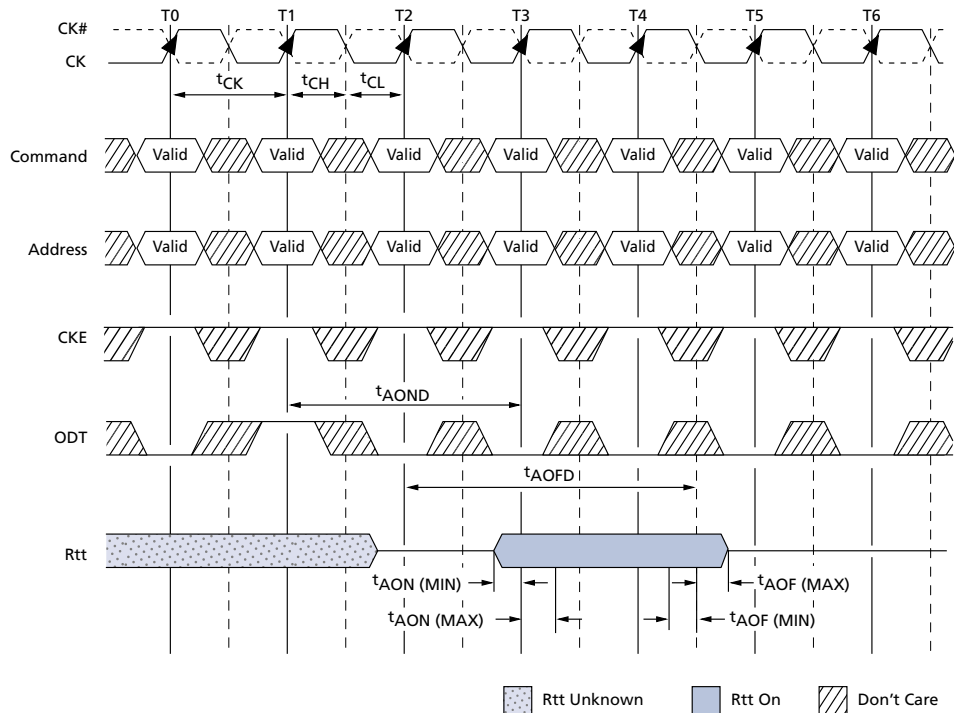 T0 T1 T2 T3 T4 T5 T6
CK#
CK
tCK tCH tCL
Command Valid Valid Valid Valid Valid Valid Valid
Address Valid Valid Valid Valid Valid Valid Valid
CKE
tAOND
ODT
tAOFD
Rtt
tAON (MIN) tAOF (MAX)
tAON (MAX) tAOF (MIN)
Rtt Unknown Rtt On Don't Care